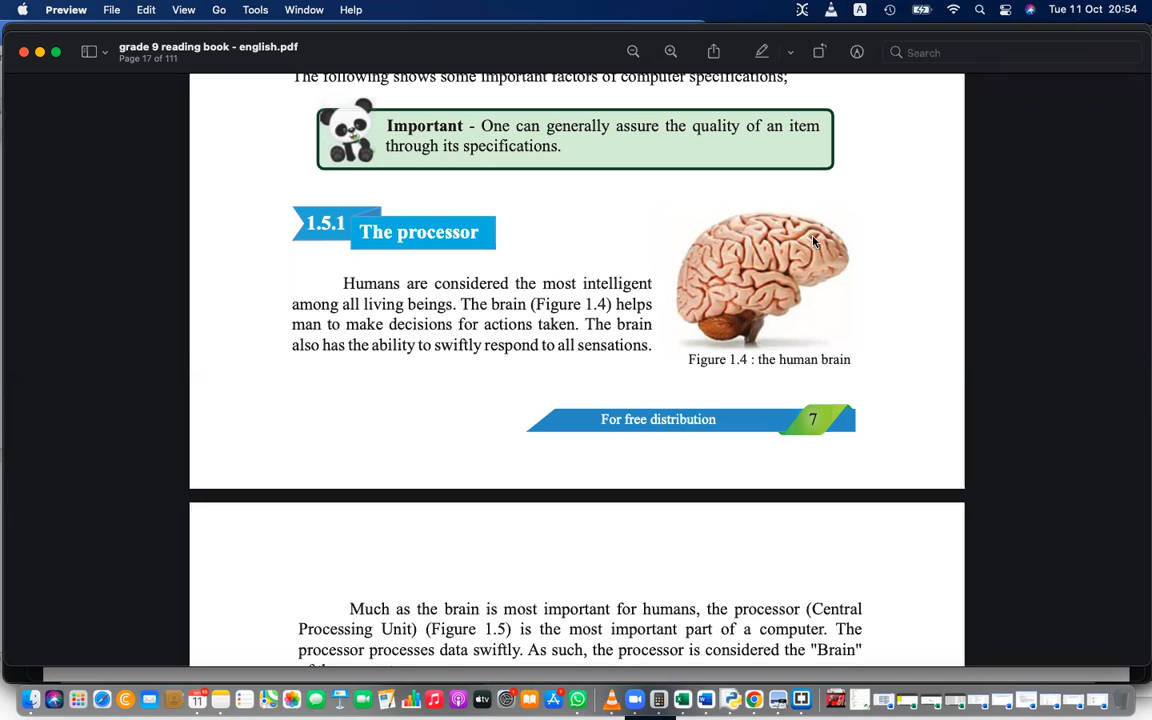 Preview File Edit View Go Tools Window Help A Tue 11 Oct 20:54
grade 9 reading book - english.pdf
Page 17 of 111
Search
The following shows some important factors of computer specifications;
Important - One can generally assure the quality of an item
through its specifications.
1.5.1
The processor
Humans are considered the most intelligent
among all living beings. The brain (Figure 1.4) helps
man to make decisions for actions taken. The brain
also has the ability to swiftly respond to all sensations.
Figure 1.4 : the human brain
For free distribution 7
Much as the brain is most important for humans, the processor (Central
Processing Unit) (Figure 1.5) is the most important part of a computer. The
processor processes data swiftly. As such, the processor is considered the "Brain"